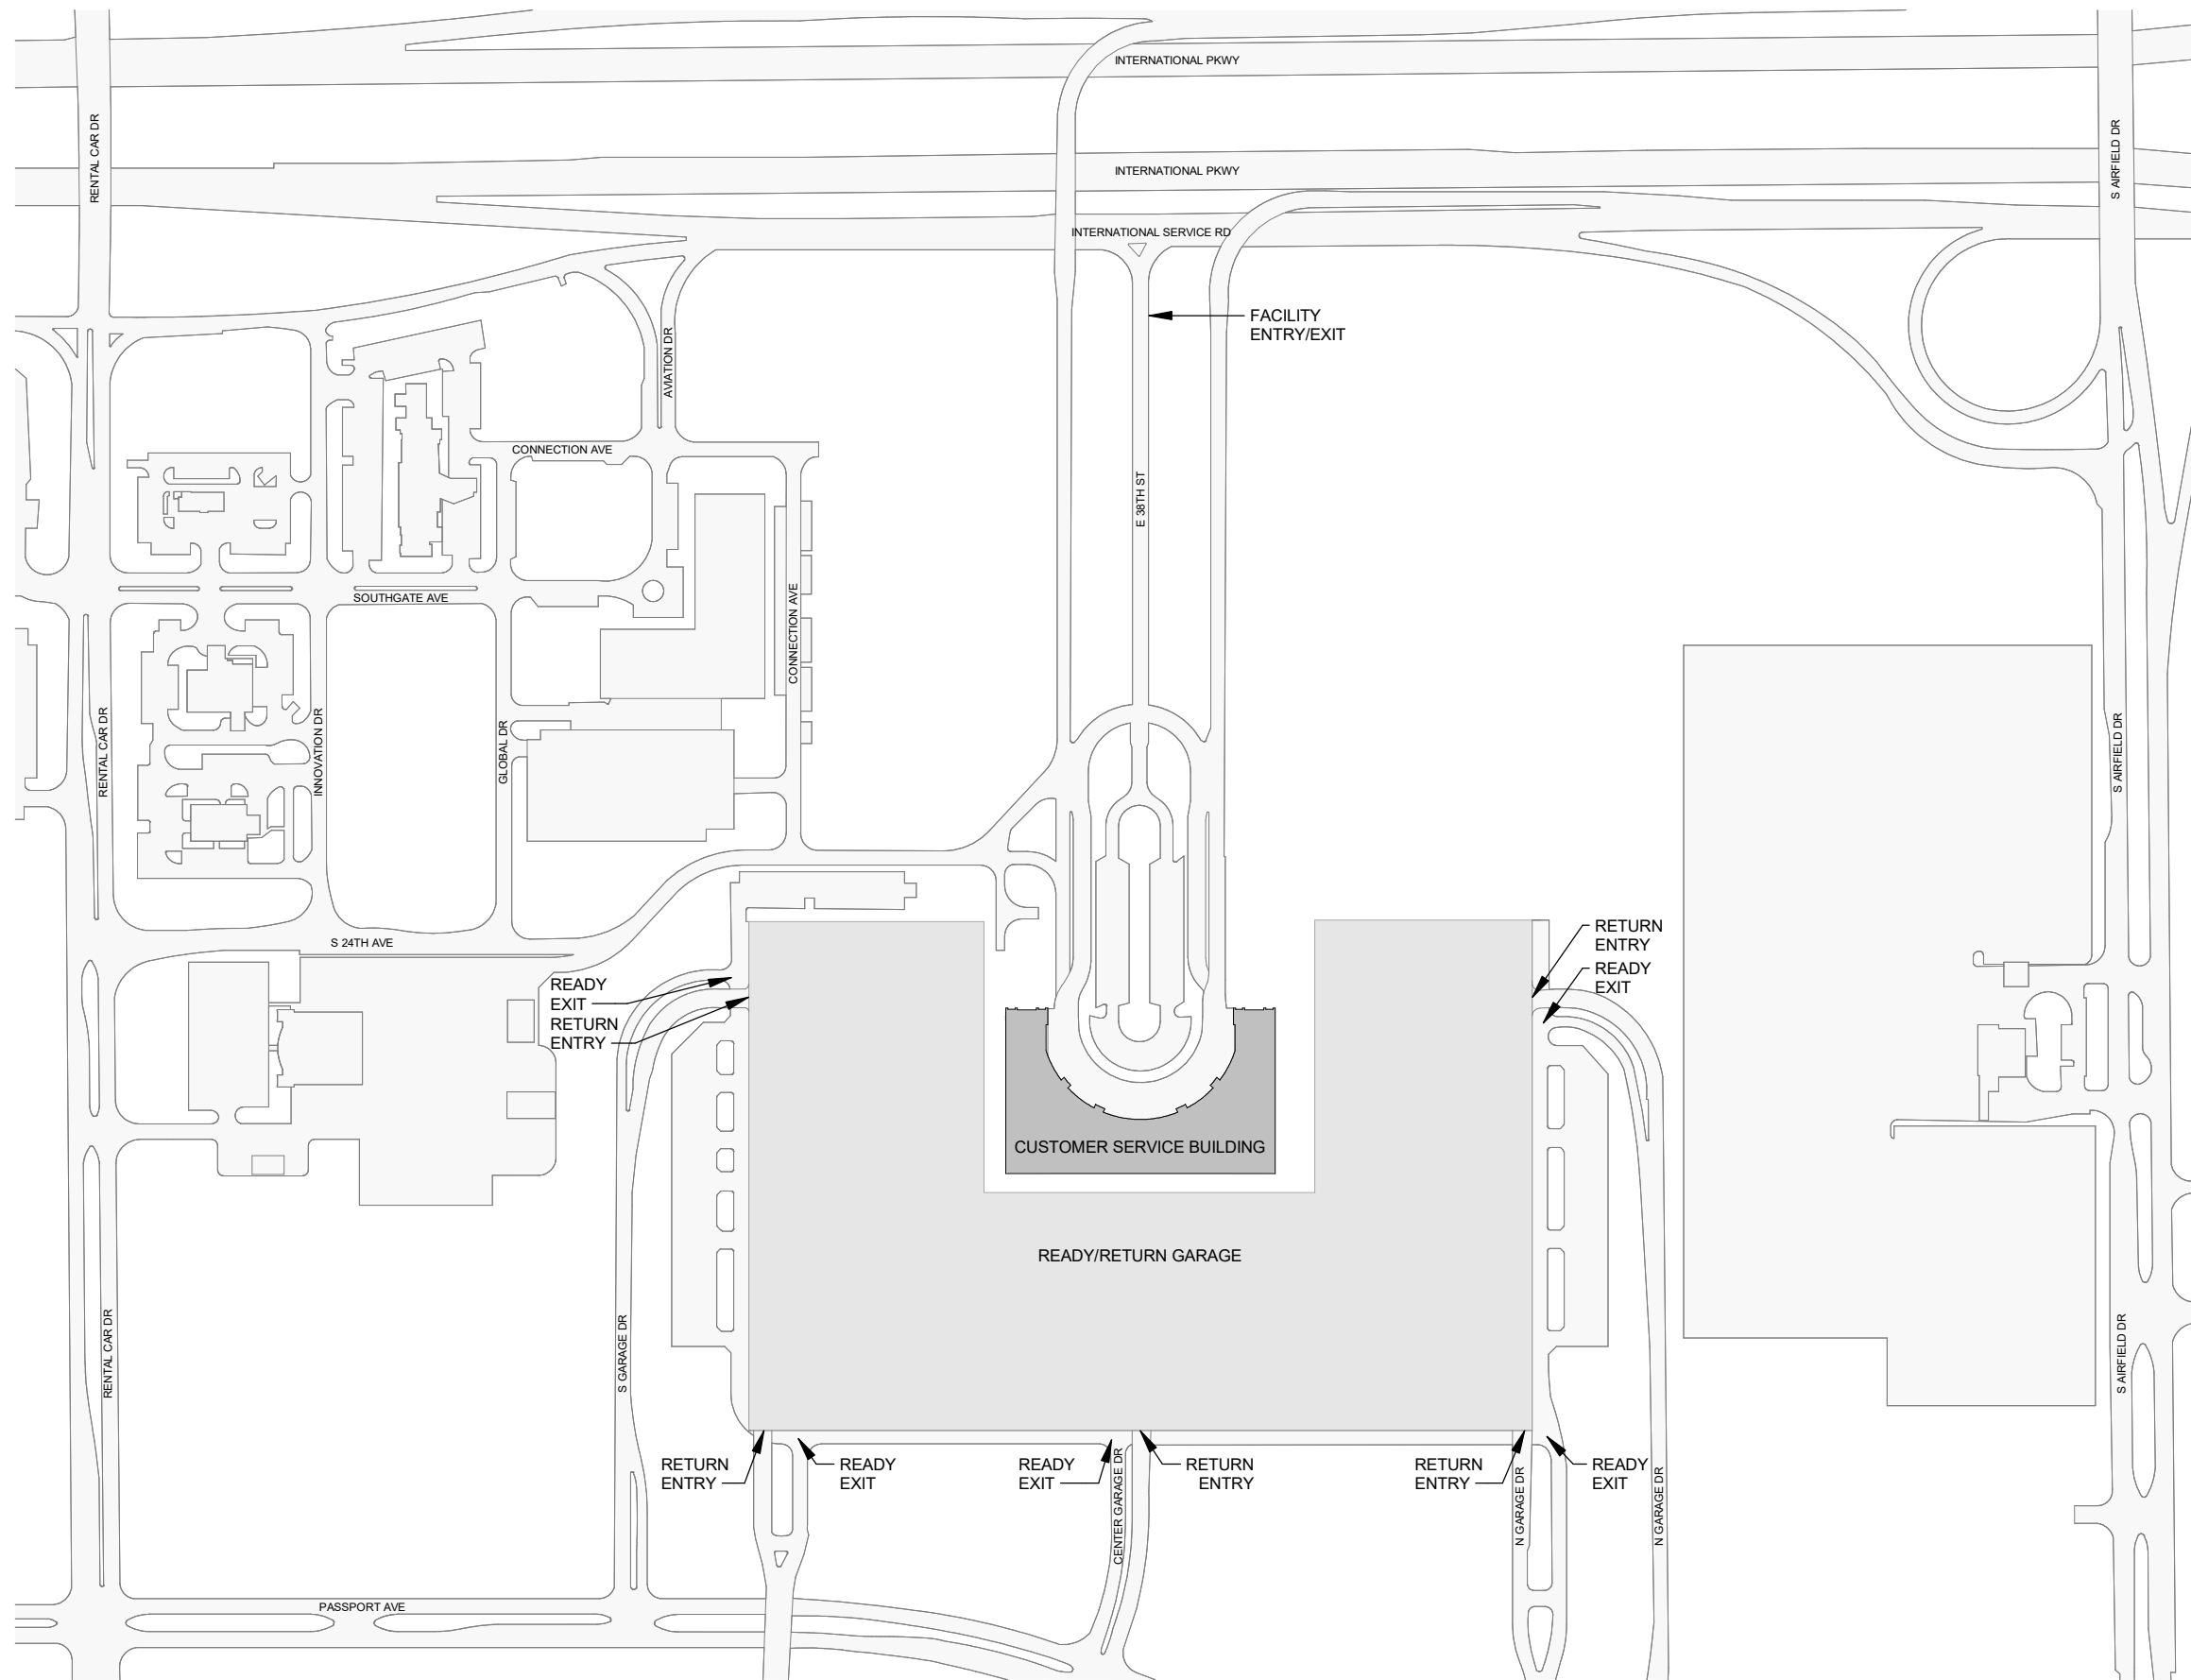 INTERNATIONAL PKWY
RENTAL CAR DR
S AIRFIELD DR
INTERNATIONAL PKWY
INTERNATIONAL SERVICE RD
FACILITY
ENTRY/EXIT
AVIATION DR
CONNECTION AVE
E 38TH ST
SOUTHGATE AVE
CONNECTION AVE
RENTAL CAR DR
INNOVATION DR
GLOBAL DR
S AIRFIELD DR
S 24TH AVE
RETURN
ENTRY
READY
EXIT
READY
EXIT
RETURN
ENTRY
CUSTOMER SERVICE BUILDING
READY/RETURN GARAGE
RENTAL CAR DR
S GARAGE DR
S AIRFIELD DR
RETURN
ENTRY
READY
EXIT
READY
EXIT
CENTER GARAGE DR
RETURN
ENTRY
RETURN
ENTRY
N GARAGE DR
READY
EXIT
N GARAGE DR
PASSPORT AVE